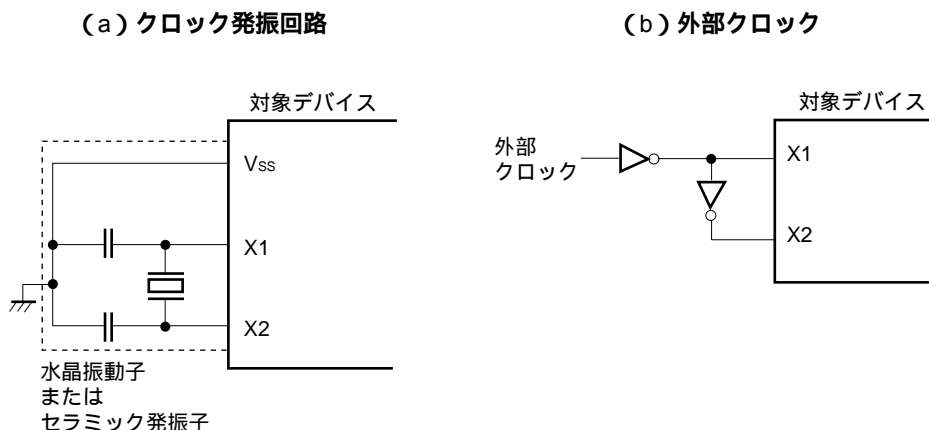 （a）クロック発振回路
対象デバイス
VSS
X1
X2
水晶振動子
または
セラミック発振子
（b）外部クロック
対象デバイス
外部
クロック
X1
X2